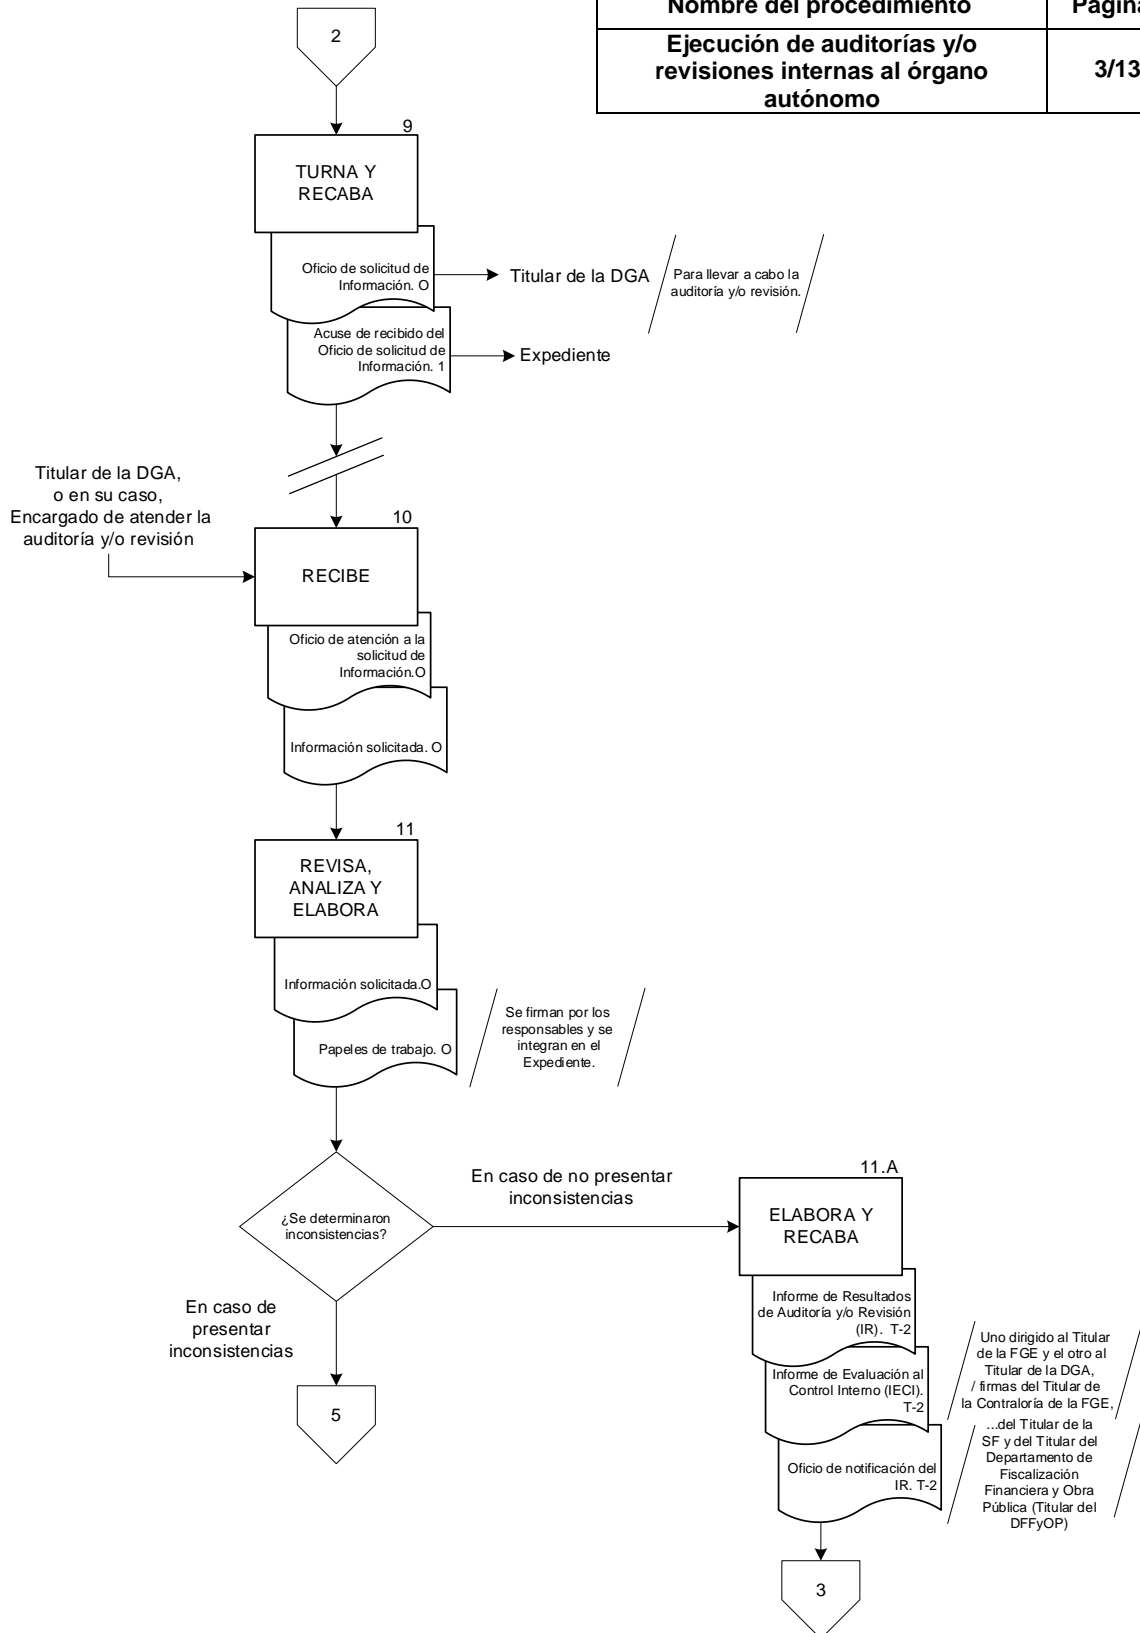 Nombre del procedimiento
Página
Ejecución de auditorías y/o
revisiones internas al órgano
autónomo
3/13
2
9
TURNA Y
RECABA
Oficio de solicitud de
Información. O
Titular de la DGA
Para llevar a cabo la
auditoría y/o revisión.
Acuse de recibido del
Oficio de solicitud de
Información. 1
Expediente
Titular de la DGA,
o en su caso,
Encargado de atender la
auditoría y/o revisión
10
RECIBE
Oficio de atención a la
solicitud de
Información.O
Información solicitada. O
11
REVISA,
ANALIZA Y
ELABORA
Información solicitada.O
Papeles de trabajo. O
Se firman por los
responsables y se
integran en el
Expediente.
¿Se determinaron
inconsistencias?
En caso de no presentar
inconsistencias
En caso de
presentar
inconsistencias
5
11.A
ELABORA Y
RECABA
Informe de Resultados
de Auditoría y/o Revisión
(IR). T-2
Informe de Evaluación al
Control Interno (IECI).
T-2
Oficio de notificación del
IR. T-2
Uno dirigido al Titular
de la FGE y el otro al
Titular de la DGA,
/ firmas del Titular de
la Contraloría de la FGE,
...del Titular de la
SF y del Titular del
Departamento de
Fiscalización
Financiera y Obra
Pública (Titular del
DFFyOP)
3